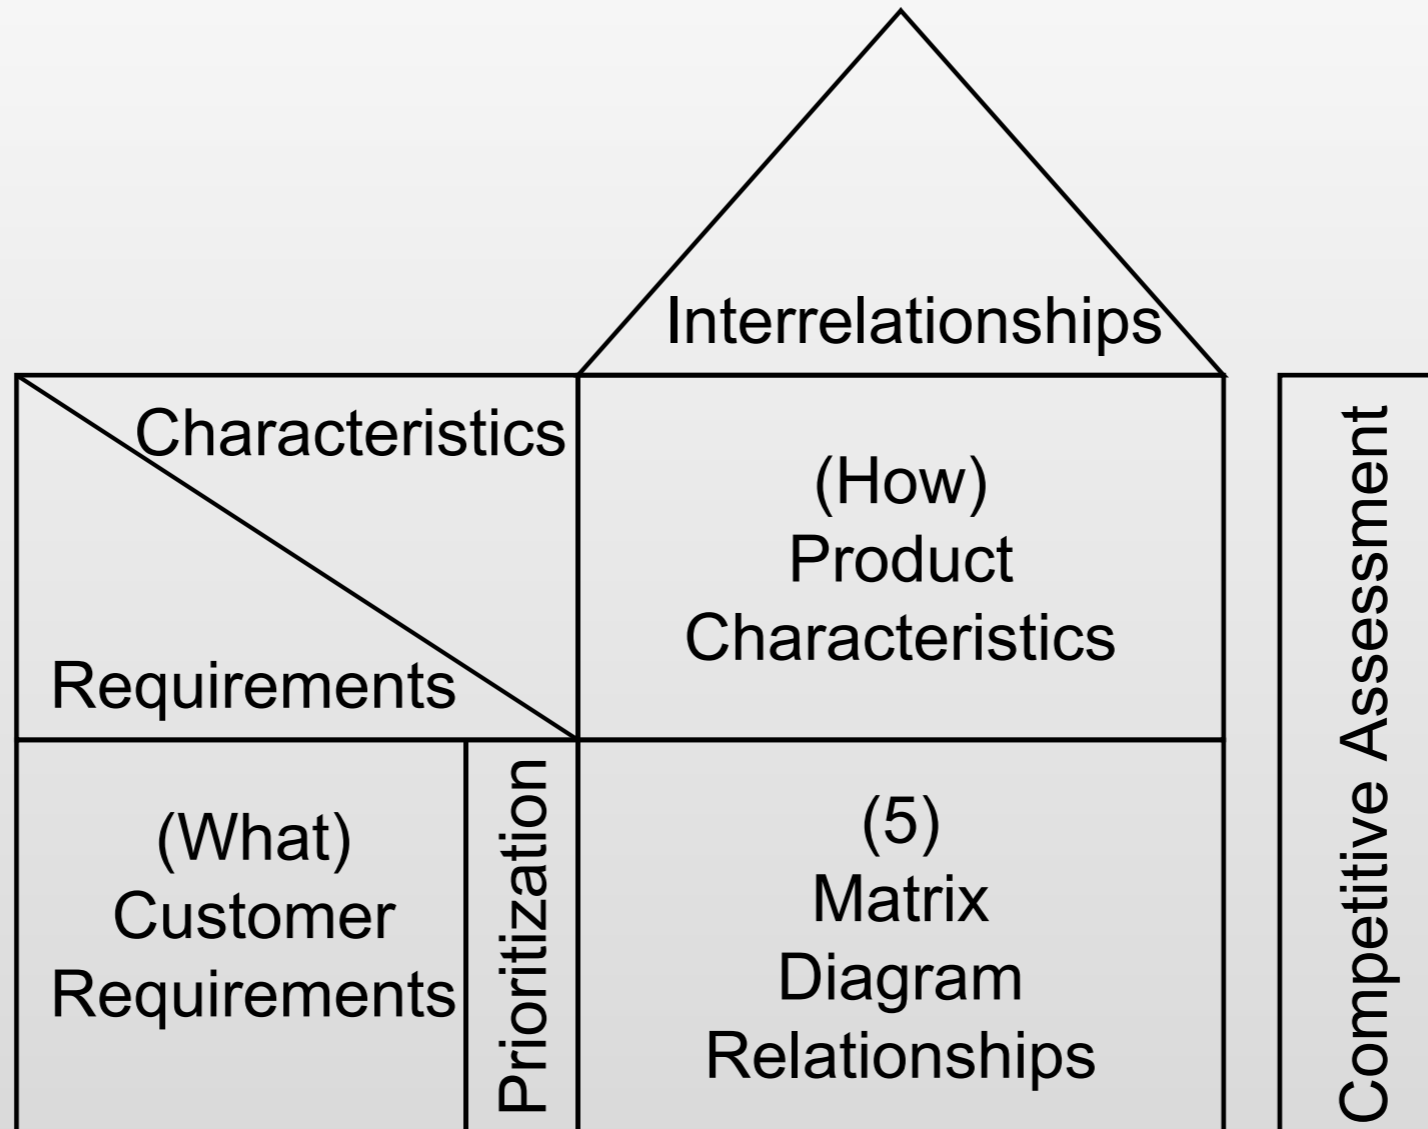 Interrelationships
Characteristics
Requirements
(How)
Product
Characteristics
Competitive Assessment
(What)
Customer
Requirements
Prioritization
(5)
Matrix
Diagram
Relationships